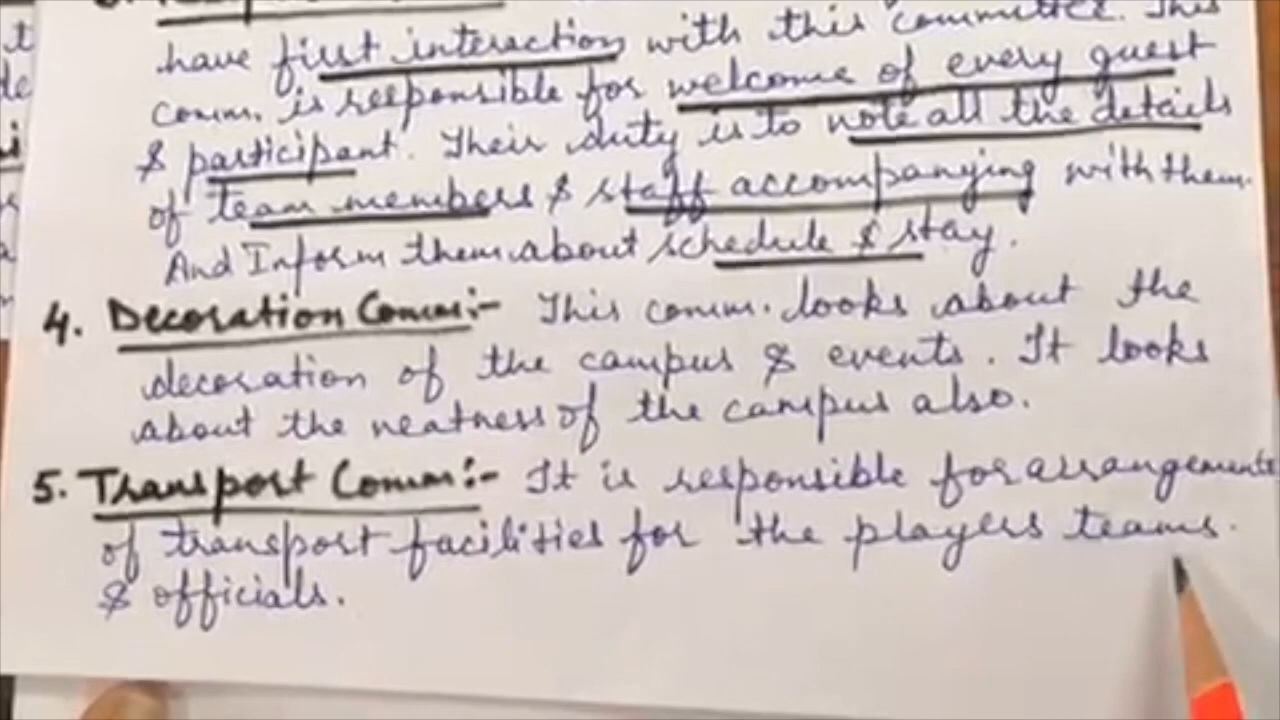 have first interaction with this committee. This
comm. is responsible for welcome of every guest
& participant. Their duty is to note all the details
of team members & staff accompanying with them.
And Inform them about schedule & stay.
4. Decoration Comm:- This comm. looks about the
decoration of the campus & events. It looks
about the neatness of the campus also.
5. Transport Comm:- It is responsible for arrangements
of transport facilities for the players teams.
& officials.